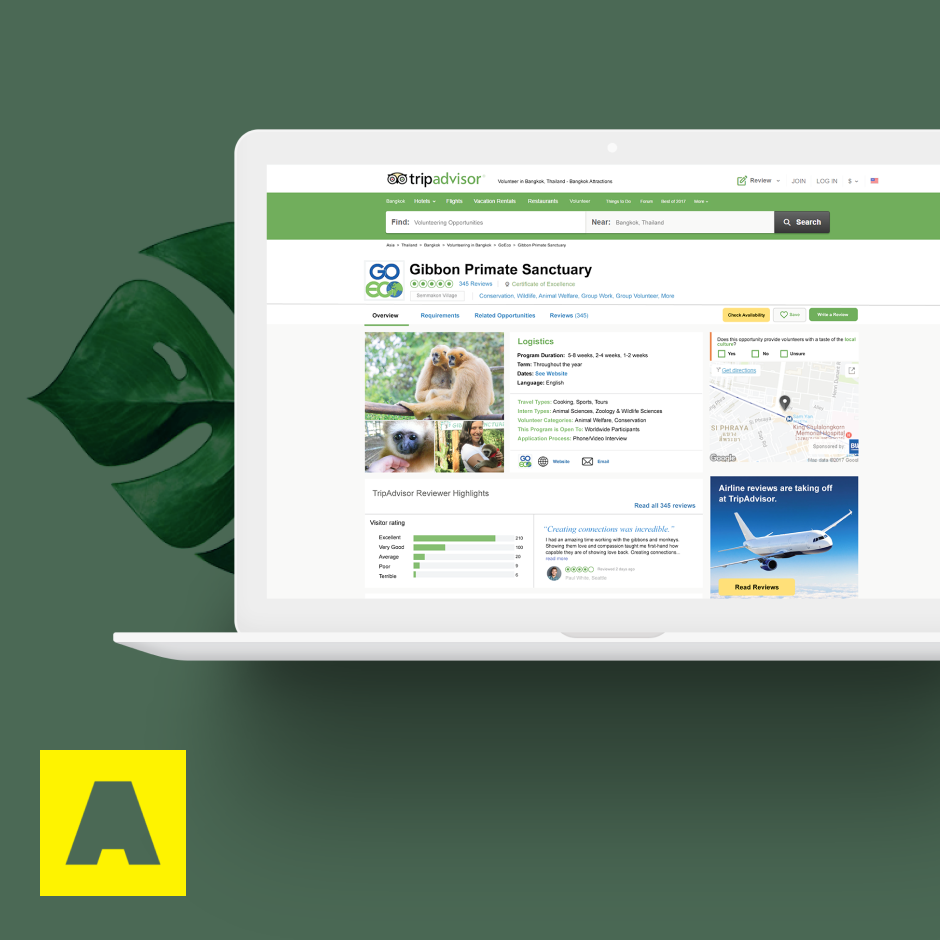 tripadvisor
Volunteer in Bangkok, Thailand - Bangkok Attractions
Review
JOIN
LOG IN
$
Bangkok Hotels Flights Vacation Rentals Restaurants Volunteer Things to Do Forum Best of 2017 More
Find: Volunteering Opportunities
Near: Bangkok, Thailand
Search
Asia > Thailand > Bangkok > Volunteering in Bangkok > GoEco > Gibbon Primate Sanctuary
GO
ECO
Gibbon Primate Sanctuary
345 Reviews
Certificate of Excellence
Semmakon Village
Conservation, Wildlife, Animal Welfare, Group Work, Group Volunteer, More
Overview
Requirements
Related Opportunities
Reviews (345)
Check Availability
Save
Write a Review
Logistics
Program Duration: 5-8 weeks, 2-4 weeks, 1-2 weeks
Term: Throughout the year
Dates: See Website
Language: English
Travel Types: Cooking, Sports, Tours
Intern Types: Animal Sciences, Zoology & Wildlife Sciences
Volunteer Categories: Animal Welfare, Conservation
This Program is Open To: Worldwide Participants
Application Process: Phone/Video Interview
GO
ECO
Website
Email
Does this opportunity provide volunteers with a taste of the local
culture?
Yes
No
Unsure
Get directions
SI PHRAYA
สี่พระยา
King Chulalongkorn
Memorial Hospital
Sponsored by
Google
Map data ©2017 Google
TripAdvisor Reviewer Highlights
Read all 345 reviews
Visitor rating
Excellent 210
Very Good 100
Average 20
Poor 9
Terrible 6
“Creating connections was incredible.”
I had an amazing time working with the gibbons and monkeys.
Showing them love and compassion taught me first-hand how
capable they are of showing love back. Creating connections...
read more
Reviewed 2 days ago
Paul White, Seattle
Airline reviews are taking off
at TripAdvisor.
Read Reviews
A